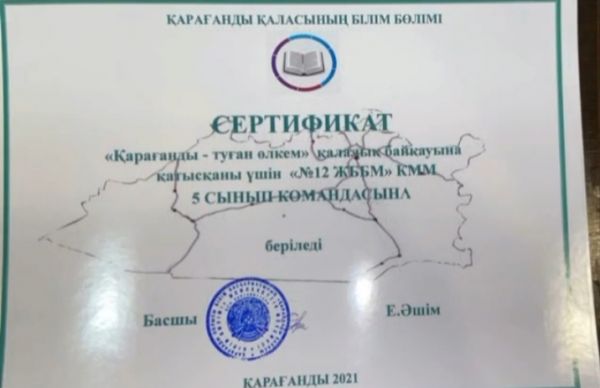 ҚАРАҒАНДЫ ҚАЛАСЫНЫҢ БІЛІМ БӨЛІМІ
СЕРТИФИКАТ
«Қарағанды - туған өлкем» қалалық байқауына
қатысқаны үшін «№12 ЖББМ» КММ
5 СЫНЫП КОМАНДАСЫНА
беріледі
Басшы
Е.Әшім
ҚАРАҒАНДЫ 2021